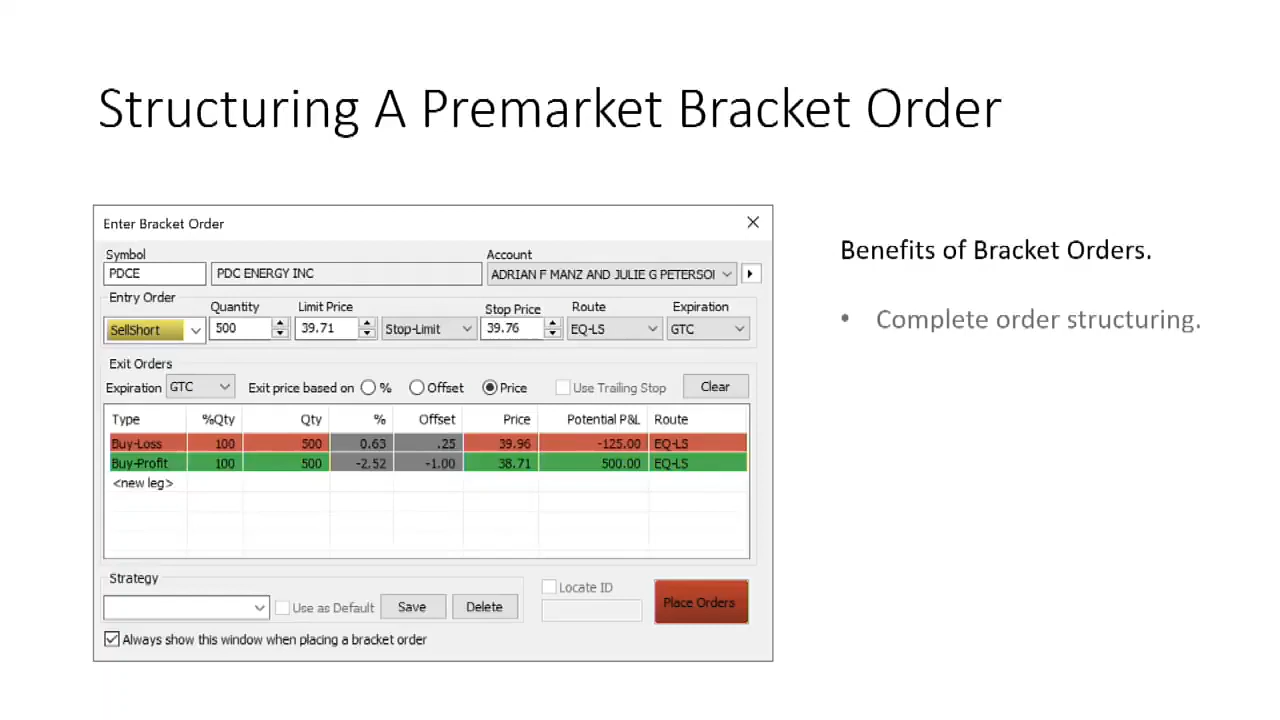 Structuring A Premarket Bracket Order
Enter Bracket Order
Symbol Account
PDCE PDC ENERGY INC ADRIAN F MANZ AND JULIE G PETERSOI
Entry Order Quantity Limit Price Stop Price Route Expiration
SellShort 500 39.71 Stop-Limit 39.76 EQ-LS GTC
Exit Orders
Expiration GTC Exit price based on % Offset Price Use Trailing Stop Clear
Type %Qty Qty % Offset Price Potential P&L Route
Buy-Loss 100 500 0.63 .25 39.96 -125.00 EQ-LS
Buy-Profit 100 500 -2.52 -1.00 38.71 500.00 EQ-LS
<new leg>
Strategy Locate ID
Use as Default Save Delete Place Orders
Always show this window when placing a bracket order
Benefits of Bracket Orders.
• Complete order structuring.